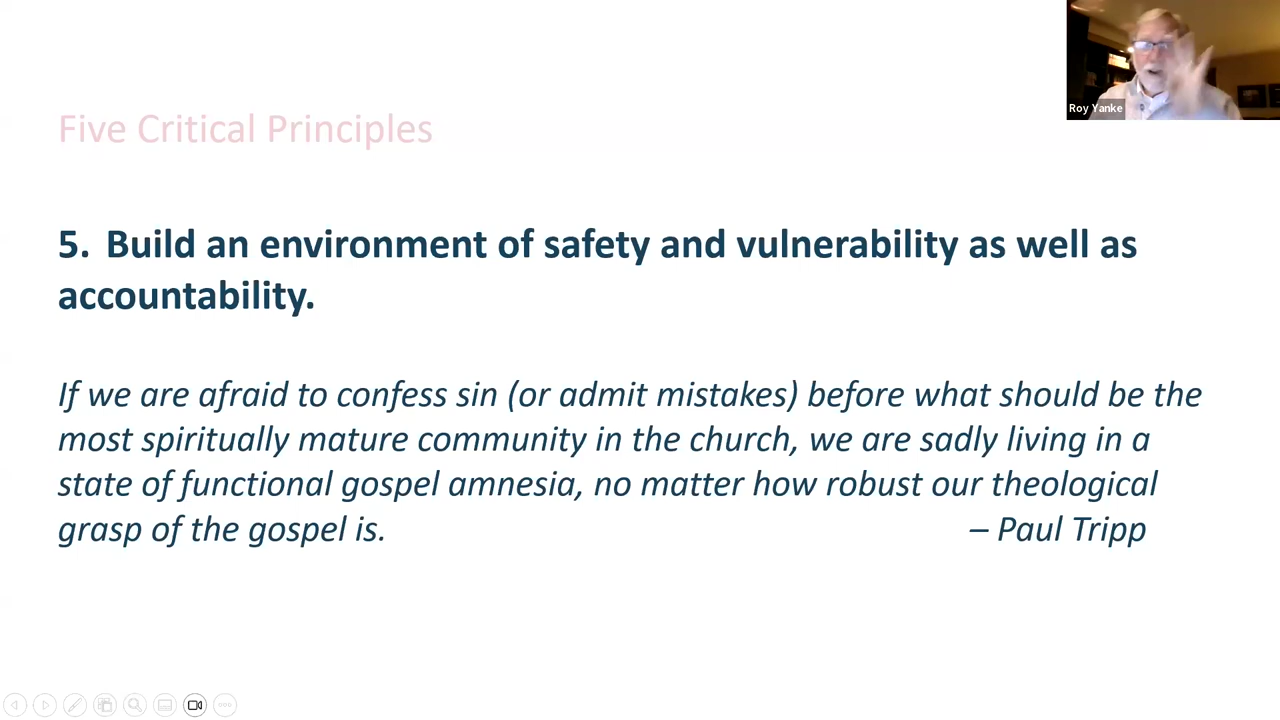 Roy Yanke
Five Critical Principles
5. Build an environment of safety and vulnerability as well as
accountability.
If we are afraid to confess sin (or admit mistakes) before what should be the
most spiritually mature community in the church, we are sadly living in a
state of functional gospel amnesia, no matter how robust our theological
grasp of the gospel is. – Paul Tripp